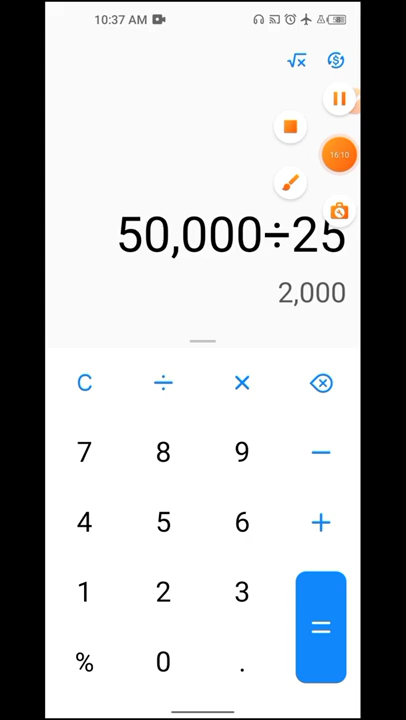 10:37 AM
58
√x
$
16:10
50,000÷25
2,000
C ÷ ×
7 8 9 −
4 5 6 +
1 2 3
% 0 . =